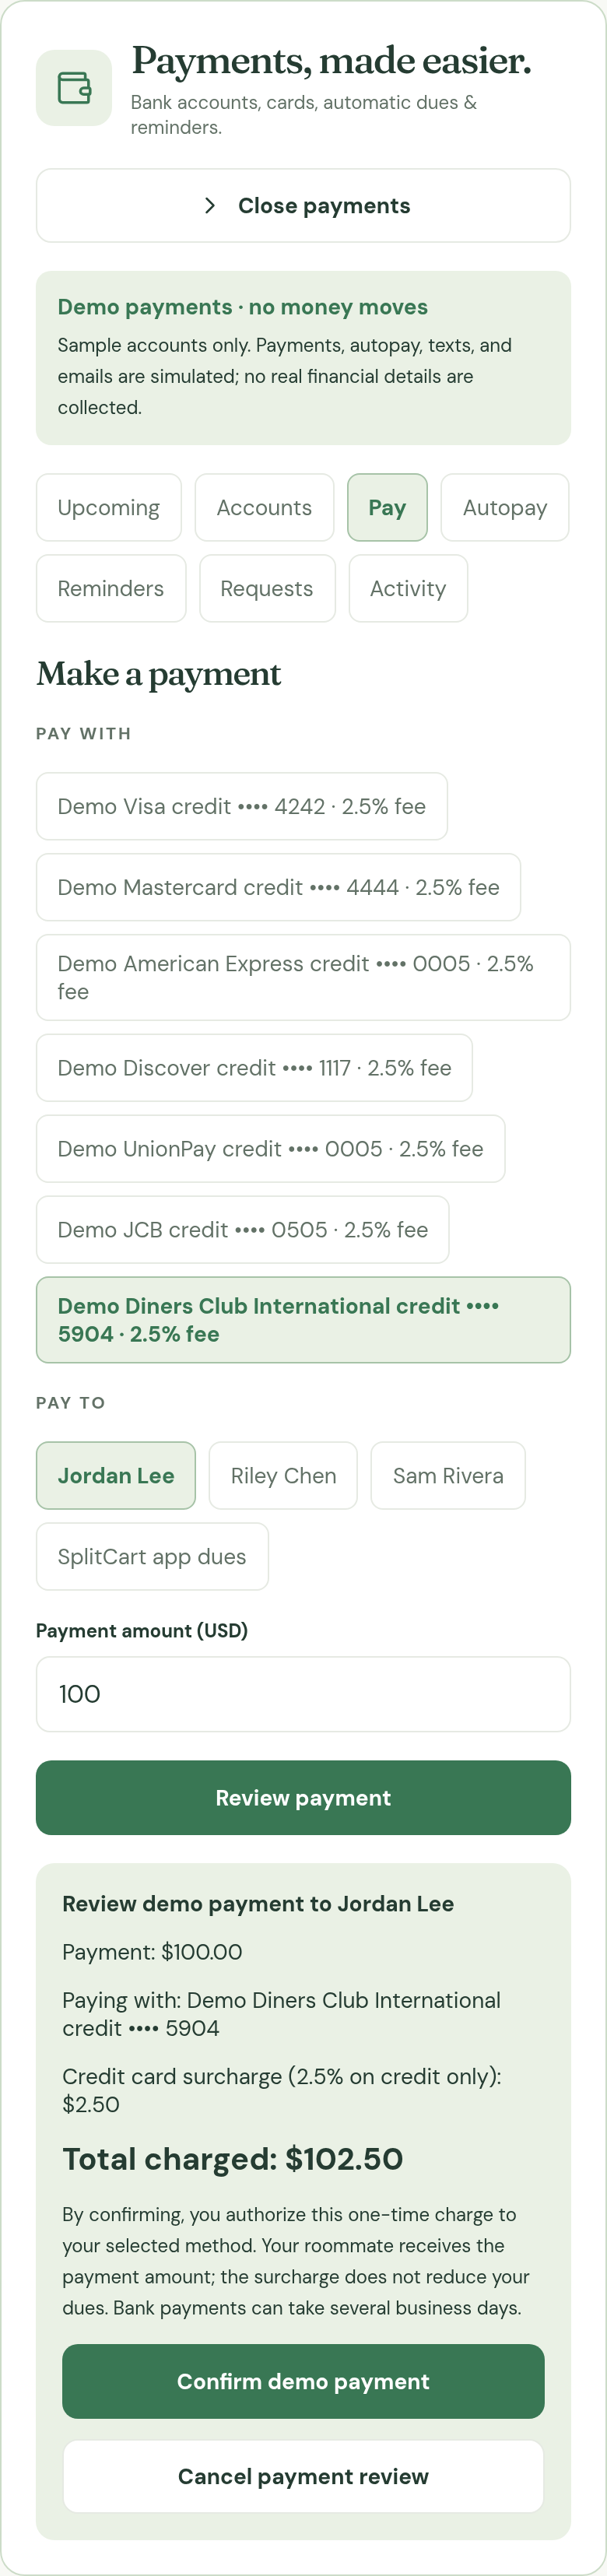 Payments, made easier.
Bank accounts, cards, automatic dues &
reminders.
Close payments
Demo payments · no money moves
Sample accounts only. Payments, autopay, texts, and
emails are simulated; no real financial details are
collected.
Upcoming Accounts Pay Autopay
Reminders Requests Activity
Make a payment
PAY WITH
Demo Visa credit •••• 4242 · 2.5% fee
Demo Mastercard credit •••• 4444 · 2.5% fee
Demo American Express credit •••• 0005 · 2.5%
fee
Demo Discover credit •••• 1117 · 2.5% fee
Demo UnionPay credit •••• 0005 · 2.5% fee
Demo JCB credit •••• 0505 · 2.5% fee
Demo Diners Club International credit ••••
5904 · 2.5% fee
PAY TO
Jordan Lee Riley Chen Sam Rivera
SplitCart app dues
Payment amount (USD)
100
Review payment
Review demo payment to Jordan Lee
Payment: $100.00
Paying with: Demo Diners Club International
credit •••• 5904
Credit card surcharge (2.5% on credit only):
$2.50
Total charged: $102.50
By confirming, you authorize this one-time charge to
your selected method. Your roommate receives the
payment amount; the surcharge does not reduce your
dues. Bank payments can take several business days.
Confirm demo payment
Cancel payment review